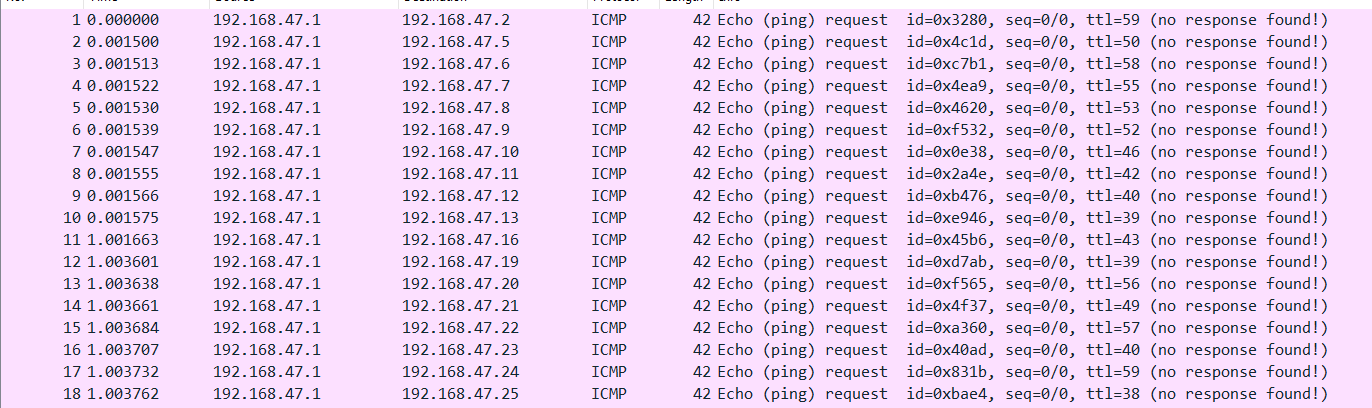 1 0.000000 192.168.47.1 192.168.47.2 ICMP 42 Echo (ping) request id=0x3280, seq=0/0, ttl=59 (no response found!)
2 0.001500 192.168.47.1 192.168.47.5 ICMP 42 Echo (ping) request id=0x4c1d, seq=0/0, ttl=50 (no response found!)
3 0.001513 192.168.47.1 192.168.47.6 ICMP 42 Echo (ping) request id=0xc7b1, seq=0/0, ttl=58 (no response found!)
4 0.001522 192.168.47.1 192.168.47.7 ICMP 42 Echo (ping) request id=0x4ea9, seq=0/0, ttl=55 (no response found!)
5 0.001530 192.168.47.1 192.168.47.8 ICMP 42 Echo (ping) request id=0x4620, seq=0/0, ttl=53 (no response found!)
6 0.001539 192.168.47.1 192.168.47.9 ICMP 42 Echo (ping) request id=0xf532, seq=0/0, ttl=52 (no response found!)
7 0.001547 192.168.47.1 192.168.47.10 ICMP 42 Echo (ping) request id=0x0e38, seq=0/0, ttl=46 (no response found!)
8 0.001555 192.168.47.1 192.168.47.11 ICMP 42 Echo (ping) request id=0x2a4e, seq=0/0, ttl=42 (no response found!)
9 0.001566 192.168.47.1 192.168.47.12 ICMP 42 Echo (ping) request id=0xb476, seq=0/0, ttl=40 (no response found!)
10 0.001575 192.168.47.1 192.168.47.13 ICMP 42 Echo (ping) request id=0xe946, seq=0/0, ttl=39 (no response found!)
11 1.001663 192.168.47.1 192.168.47.16 ICMP 42 Echo (ping) request id=0x45b6, seq=0/0, ttl=43 (no response found!)
12 1.003601 192.168.47.1 192.168.47.19 ICMP 42 Echo (ping) request id=0xd7ab, seq=0/0, ttl=39 (no response found!)
13 1.003638 192.168.47.1 192.168.47.20 ICMP 42 Echo (ping) request id=0xf565, seq=0/0, ttl=56 (no response found!)
14 1.003661 192.168.47.1 192.168.47.21 ICMP 42 Echo (ping) request id=0x4f37, seq=0/0, ttl=49 (no response found!)
15 1.003684 192.168.47.1 192.168.47.22 ICMP 42 Echo (ping) request id=0xa360, seq=0/0, ttl=57 (no response found!)
16 1.003707 192.168.47.1 192.168.47.23 ICMP 42 Echo (ping) request id=0x40ad, seq=0/0, ttl=40 (no response found!)
17 1.003732 192.168.47.1 192.168.47.24 ICMP 42 Echo (ping) request id=0x831b, seq=0/0, ttl=59 (no response found!)
18 1.003762 192.168.47.1 192.168.47.25 ICMP 42 Echo (ping) request id=0xbae4, seq=0/0, ttl=38 (no response found!)